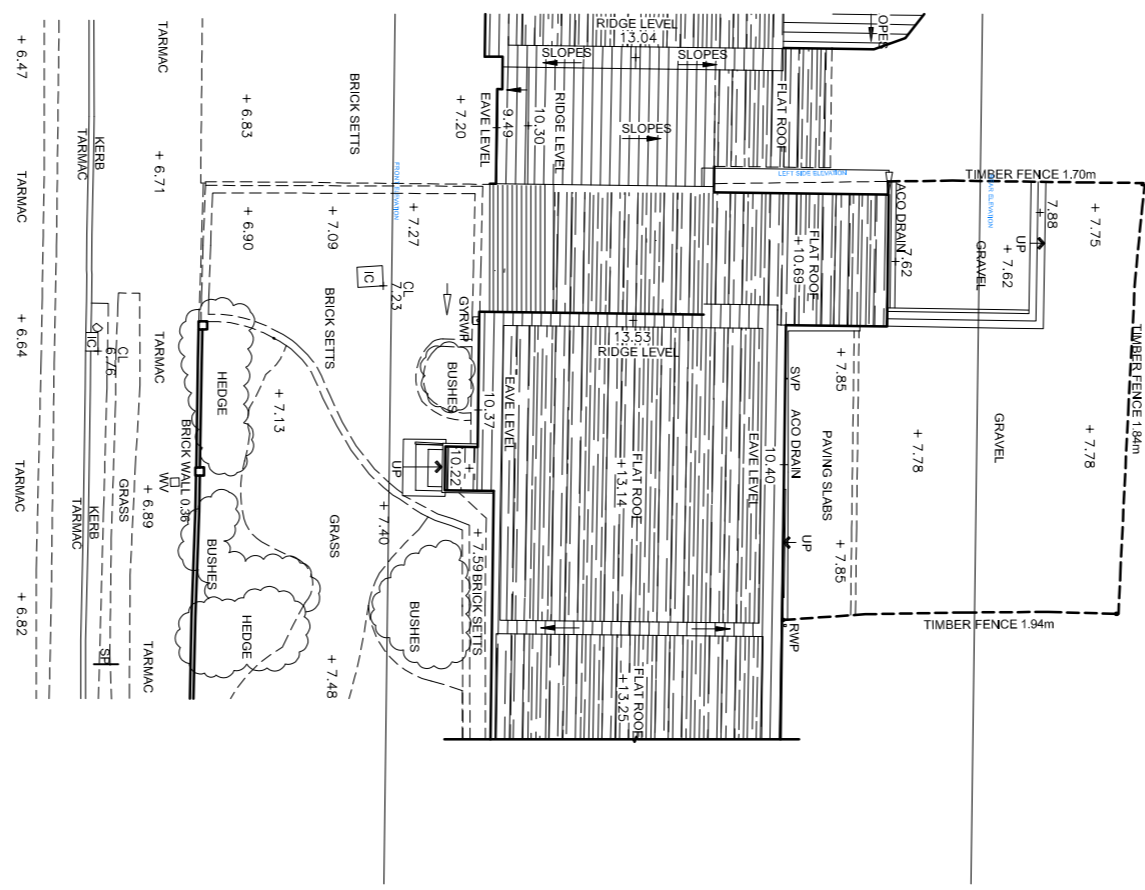 RIDGE LEVEL
13.04
SLOPES
SLOPES
OPES
TARMAC
+ 6.47
BRICK SETTS
+ 6.83
+ 7.20
EAVE LEVEL
9.49
10.30
RIDGE LEVEL
SLOPES
FLAT ROOF
KERB
TARMAC
+ 6.71
TARMAC
FRONT ELEVATION
LEFT SIDE ELEVATION
TIMBER FENCE 1.70m
+ 6.90
+ 7.09
+ 7.27
ACO DRAIN
7.62
FLAT ROOF
+10.69
GRAVEL
+ 7.62
UP
7.88
+ 7.75
IC
CL
7.23
BRICK SETTS
GYRWP
13.53
RIDGE LEVEL
+ 6.64
IC
CL
6.76
TARMAC
HEDGE
+ 7.13
BUSHES
EAVE LEVEL
10.37
SVP
+ 7.85
TIMBER FENCE 1.84m
TARMAC
KERB
TARMAC
GRASS
+ 6.89
WV
BRICK WALL 0.36
UP
10.22
FLAT ROOF
+13.14
EAVE LEVEL
10.40
ACO DRAIN
PAVING SLABS
+ 7.78
GRAVEL
+ 7.78
BUSHES
GRASS
+ 7.40
+ 7.59
BRICK SETTS
UP
+ 7.85
+ 6.82
SP
TARMAC
HEDGE
+ 7.48
BUSHES
RWP
TIMBER FENCE 1.94m
FLAT ROOF
+13.25